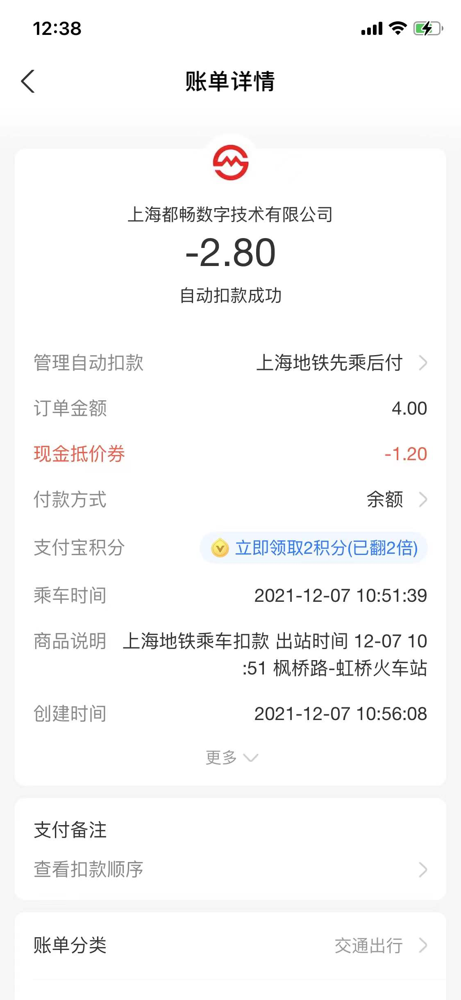 12:38
账单详情
上海都畅数字技术有限公司
-2.80
自动扣款成功
管理自动扣款 上海地铁先乘后付
订单金额 4.00
现金抵价券 -1.20
付款方式 余额
支付宝积分 立即领取2积分(已翻2倍)
乘车时间 2021-12-07 10:51:39
商品说明 上海地铁乘车扣款 出站时间 12-07 10
:51 枫桥路-虹桥火车站
创建时间 2021-12-07 10:56:08
更多
支付备注
查看扣款顺序
账单分类 交通出行